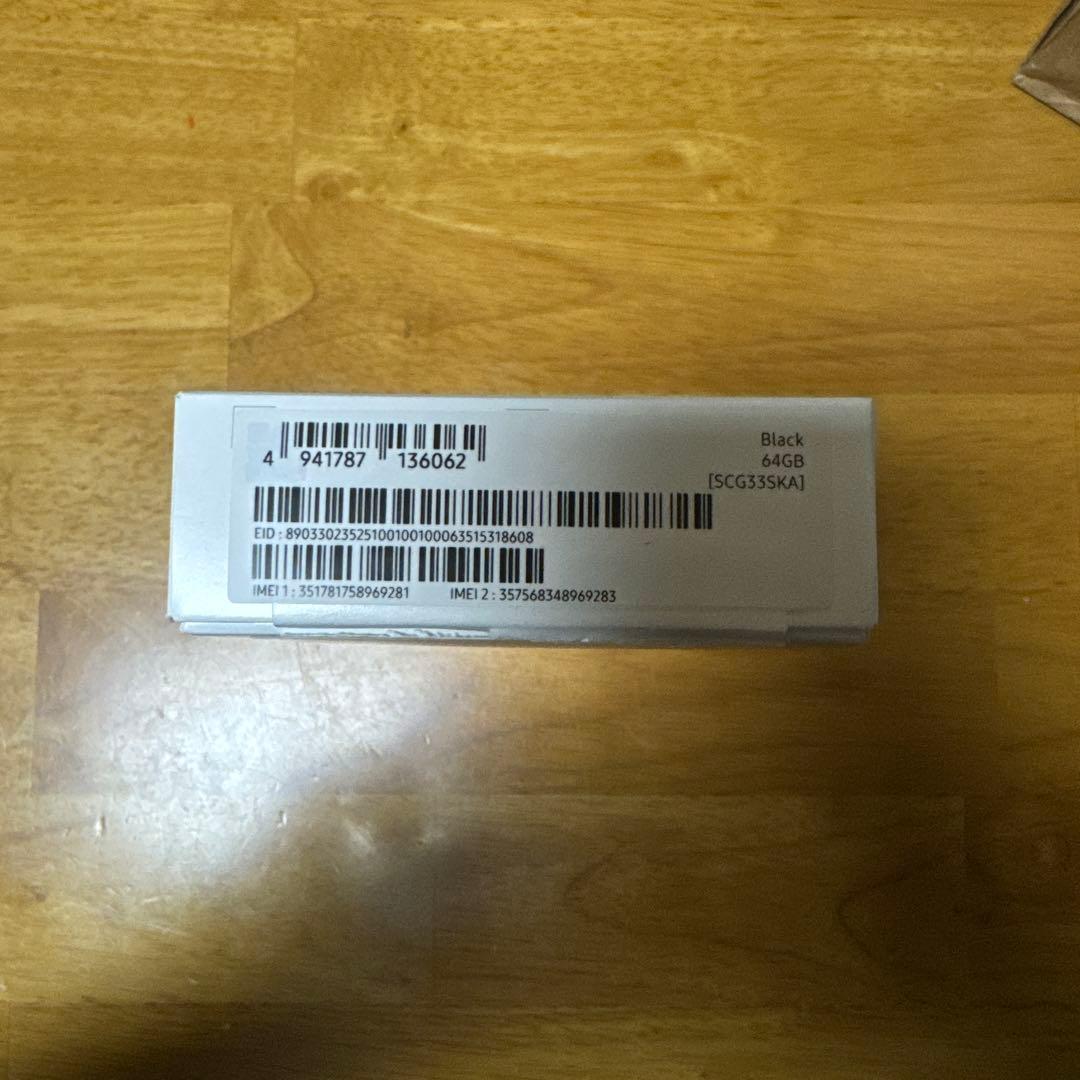 Black
64GB
[SCG33SKA]
4 941787 136062
EID : 89033023525100100100063515318608
IMEI 1 : 351781758969281 IMEI 2 : 357568348969283